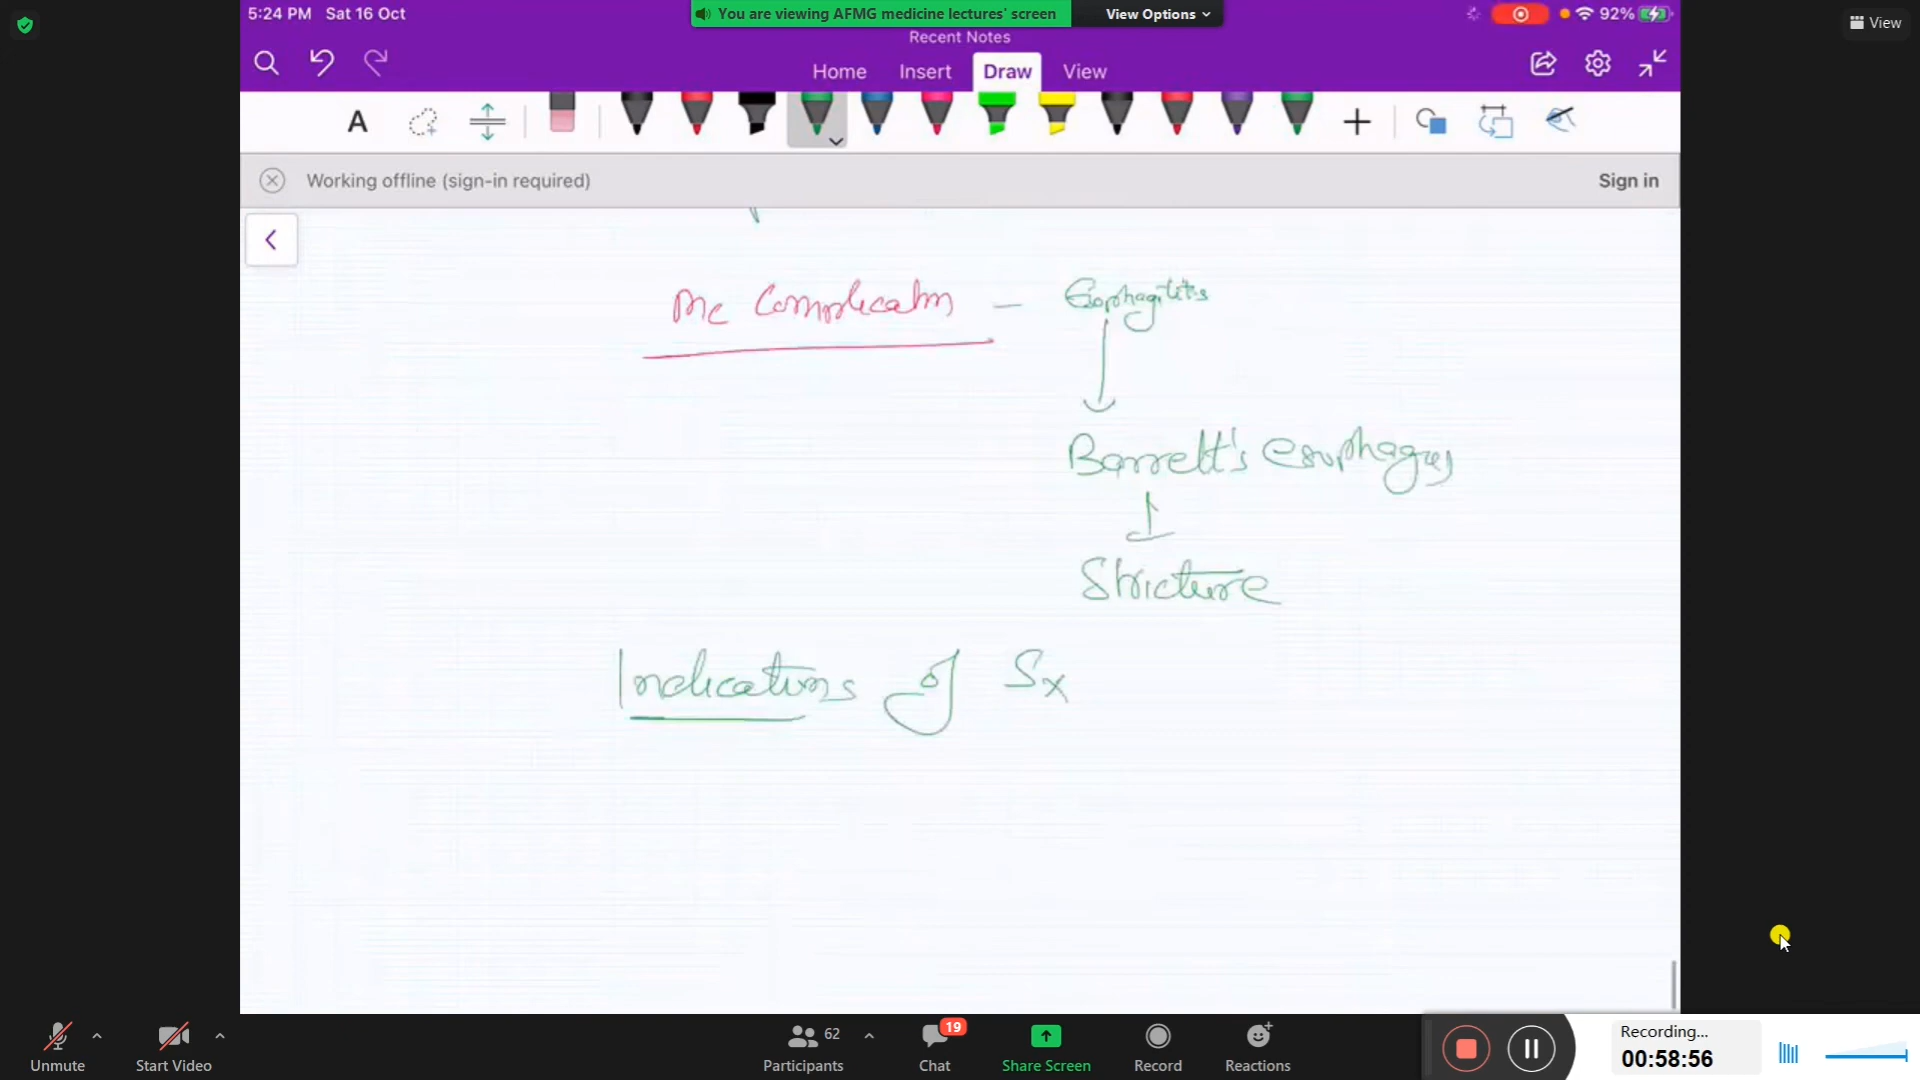 5:24 PM Sat 16 Oct
You are viewing AFMG medicine lectures' screen
View Options
92%
View
Recent Notes
Home Insert Draw View
A
Working offline (sign-in required)
Sign in
Mc Complicatn — Esophagitis
Barrett's esophagus
Stricture
Indications of Sx
Unmute
Start Video
62
Participants
19
Chat
Share Screen
Record
Reactions
Recording...
00:58:56